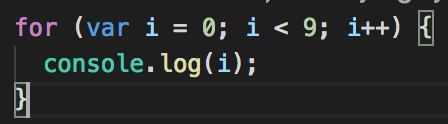 for (var i = 0; i < 9; i++) {
  console.log(i);
}